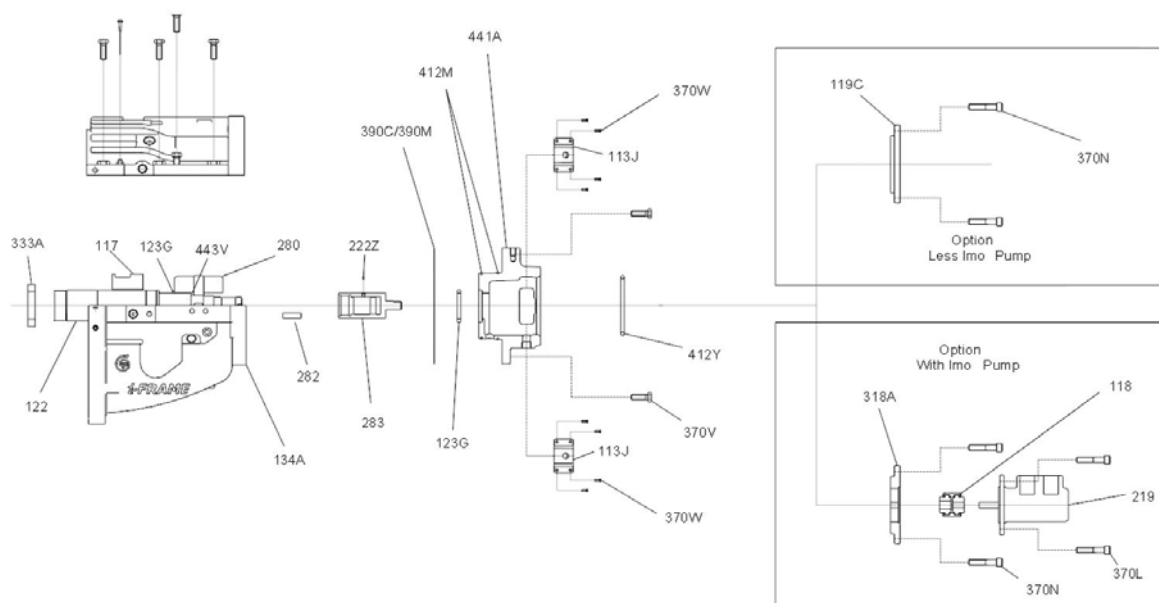 441A
412M
370W
390C/390M
113J
333A
117
123G
443V
280
222Z
122
i-FRAME
134A
282
283
123G
412Y
370V
113J
370W
119C
370N
Option
Less Imo Pump
Option
With Imo Pump
318A
118
219
370N
370L